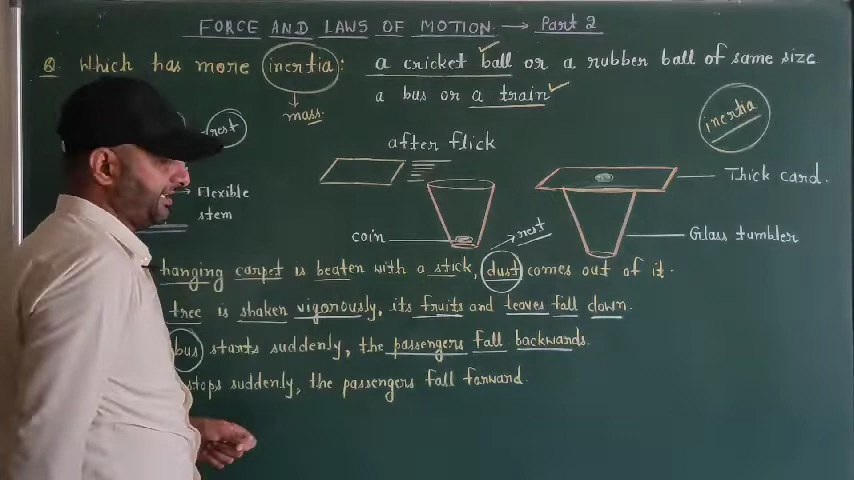 FORCE AND LAWS OF MOTION → Part 2
Q. Which has more inertia: a cricket ball or a rubber ball of same size
a bus or a train
mass
inertia
rest
after flick
Flexible
stem
Thick card.
coin
rest
Glass tumbler
hanging carpet is beaten with a stick, dust comes out of it.
tree is shaken vigorously, its fruits and leaves fall down.
bus starts suddenly, the passengers fall backwards.
stops suddenly, the passengers fall forward.